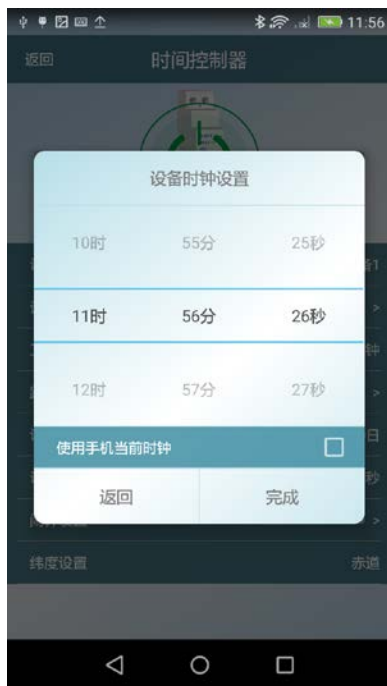 11:56
返回 时间控制器
设备时钟设置
10时 55分 25秒
11时 56分 26秒
12时 57分 27秒
使用手机当前时钟
返回 完成
纬度设置 赤道